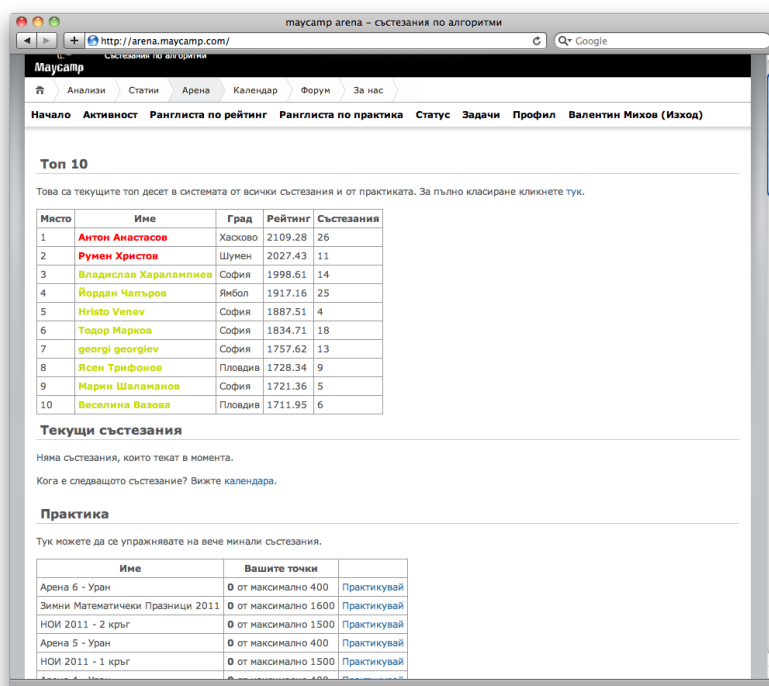 maycamp arena – състезания по алгоритми
http://arena.maycamp.com/
Google
Maycamp
Състезания по алгоритми
Анализи Статии Арена Календар Форум За нас
Начало Активност Ранглиста по рейтинг Ранглиста по практика Статус Задачи Профил Валентин Михов (Изход)
Топ 10
Това са текущите топ десет в системата от всички състезания и от практиката. За пълно класиране кликнете тук.
Място Име Град Рейтинг Състезания
1 Антон Анастасов Хасково 2109.28 26
2 Румен Христов Шумен 2027.43 11
3 Владислав Харалампиев София 1998.61 14
4 Йордан Чапъров Ямбол 1917.16 25
5 Hristo Venev София 1887.51 4
6 Тодор Марков София 1834.71 18
7 georgi georgiev София 1757.62 13
8 Ясен Трифонов Пловдив 1728.34 9
9 Марин Шаламанов София 1721.36 5
10 Веселина Вазова Пловдив 1711.95 6
Текущи състезания
Няма състезания, които текат в момента.
Кога е следващото състезание? Вижте календара.
Практика
Тук можете да се упражнявате на вече минали състезания.
Име Вашите точки
Арена 6 - Уран 0 от максимално 400 Практикувай
Зимни Математически Празници 2011 0 от максимално 1600 Практикувай
НОИ 2011 - 2 кръг 0 от максимално 1500 Практикувай
Арена 5 - Уран 0 от максимално 400 Практикувай
НОИ 2011 - 1 кръг 0 от максимално 1500 Практикувай
Арена 4 - Уран 0 от максимално 400 Практикувай